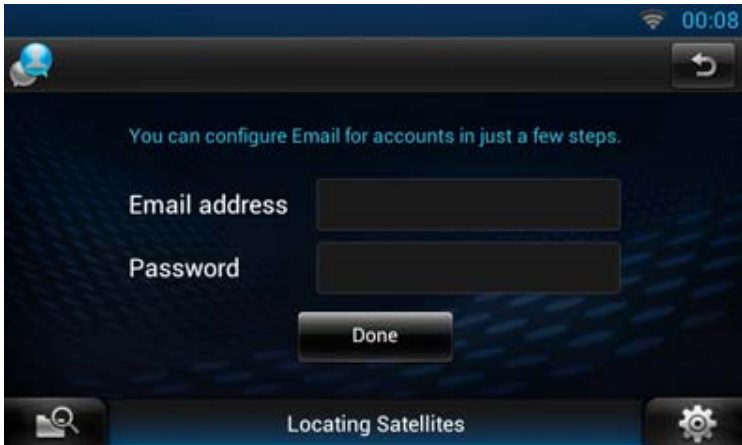 00:08
You can configure Email for accounts in just a few steps.
Email address
Password
Done
Locating Satellites